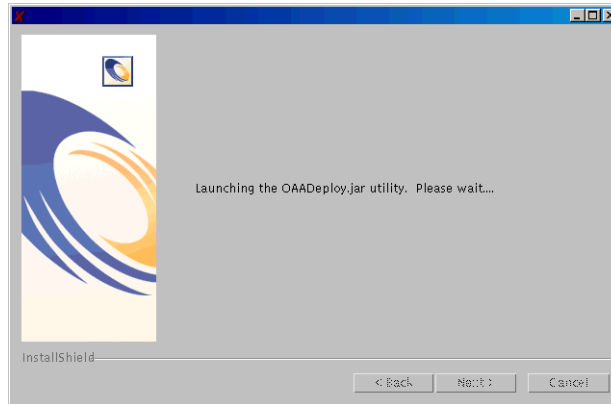 Launching the OAADeploy.jar utility. Please wait....
InstallShield
< Back
Next >
Cancel